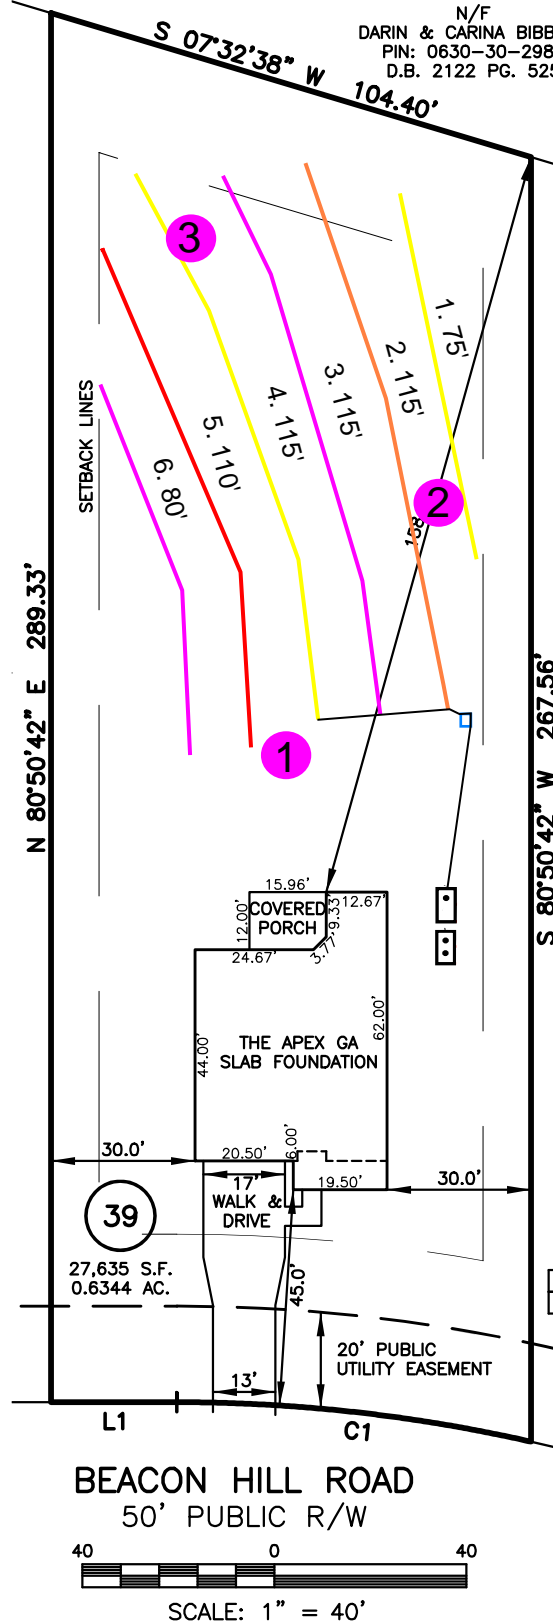 N/F
DARIN & CARINA BIBB
PIN: 0630-30-298
D.B. 2122 PG. 525
S 07°32'38" W 104.40'
3
1. 75'
2. 115'
3. 115'
4. 115'
5. 110'
6. 80'
SETBACK LINES
2
158
N 80°50'42" E 289.33'
S 80°50'42" W 267.56'
1
15.96'
COVERED
PORCH
12.00'
9.33'
12.67'
3.77'
24.67'
44.00'
62.00'
THE APEX GA
SLAB FOUNDATION
30.0'
20.50'
6.00'
19.50'
30.0'
17'
WALK &
DRIVE
39
27,635 S.F.
0.6344 AC.
45.0'
20' PUBLIC
UTILITY EASEMENT
13'
L1
C1
BEACON HILL ROAD
50' PUBLIC R/W
40 0 40
SCALE: 1" = 40'